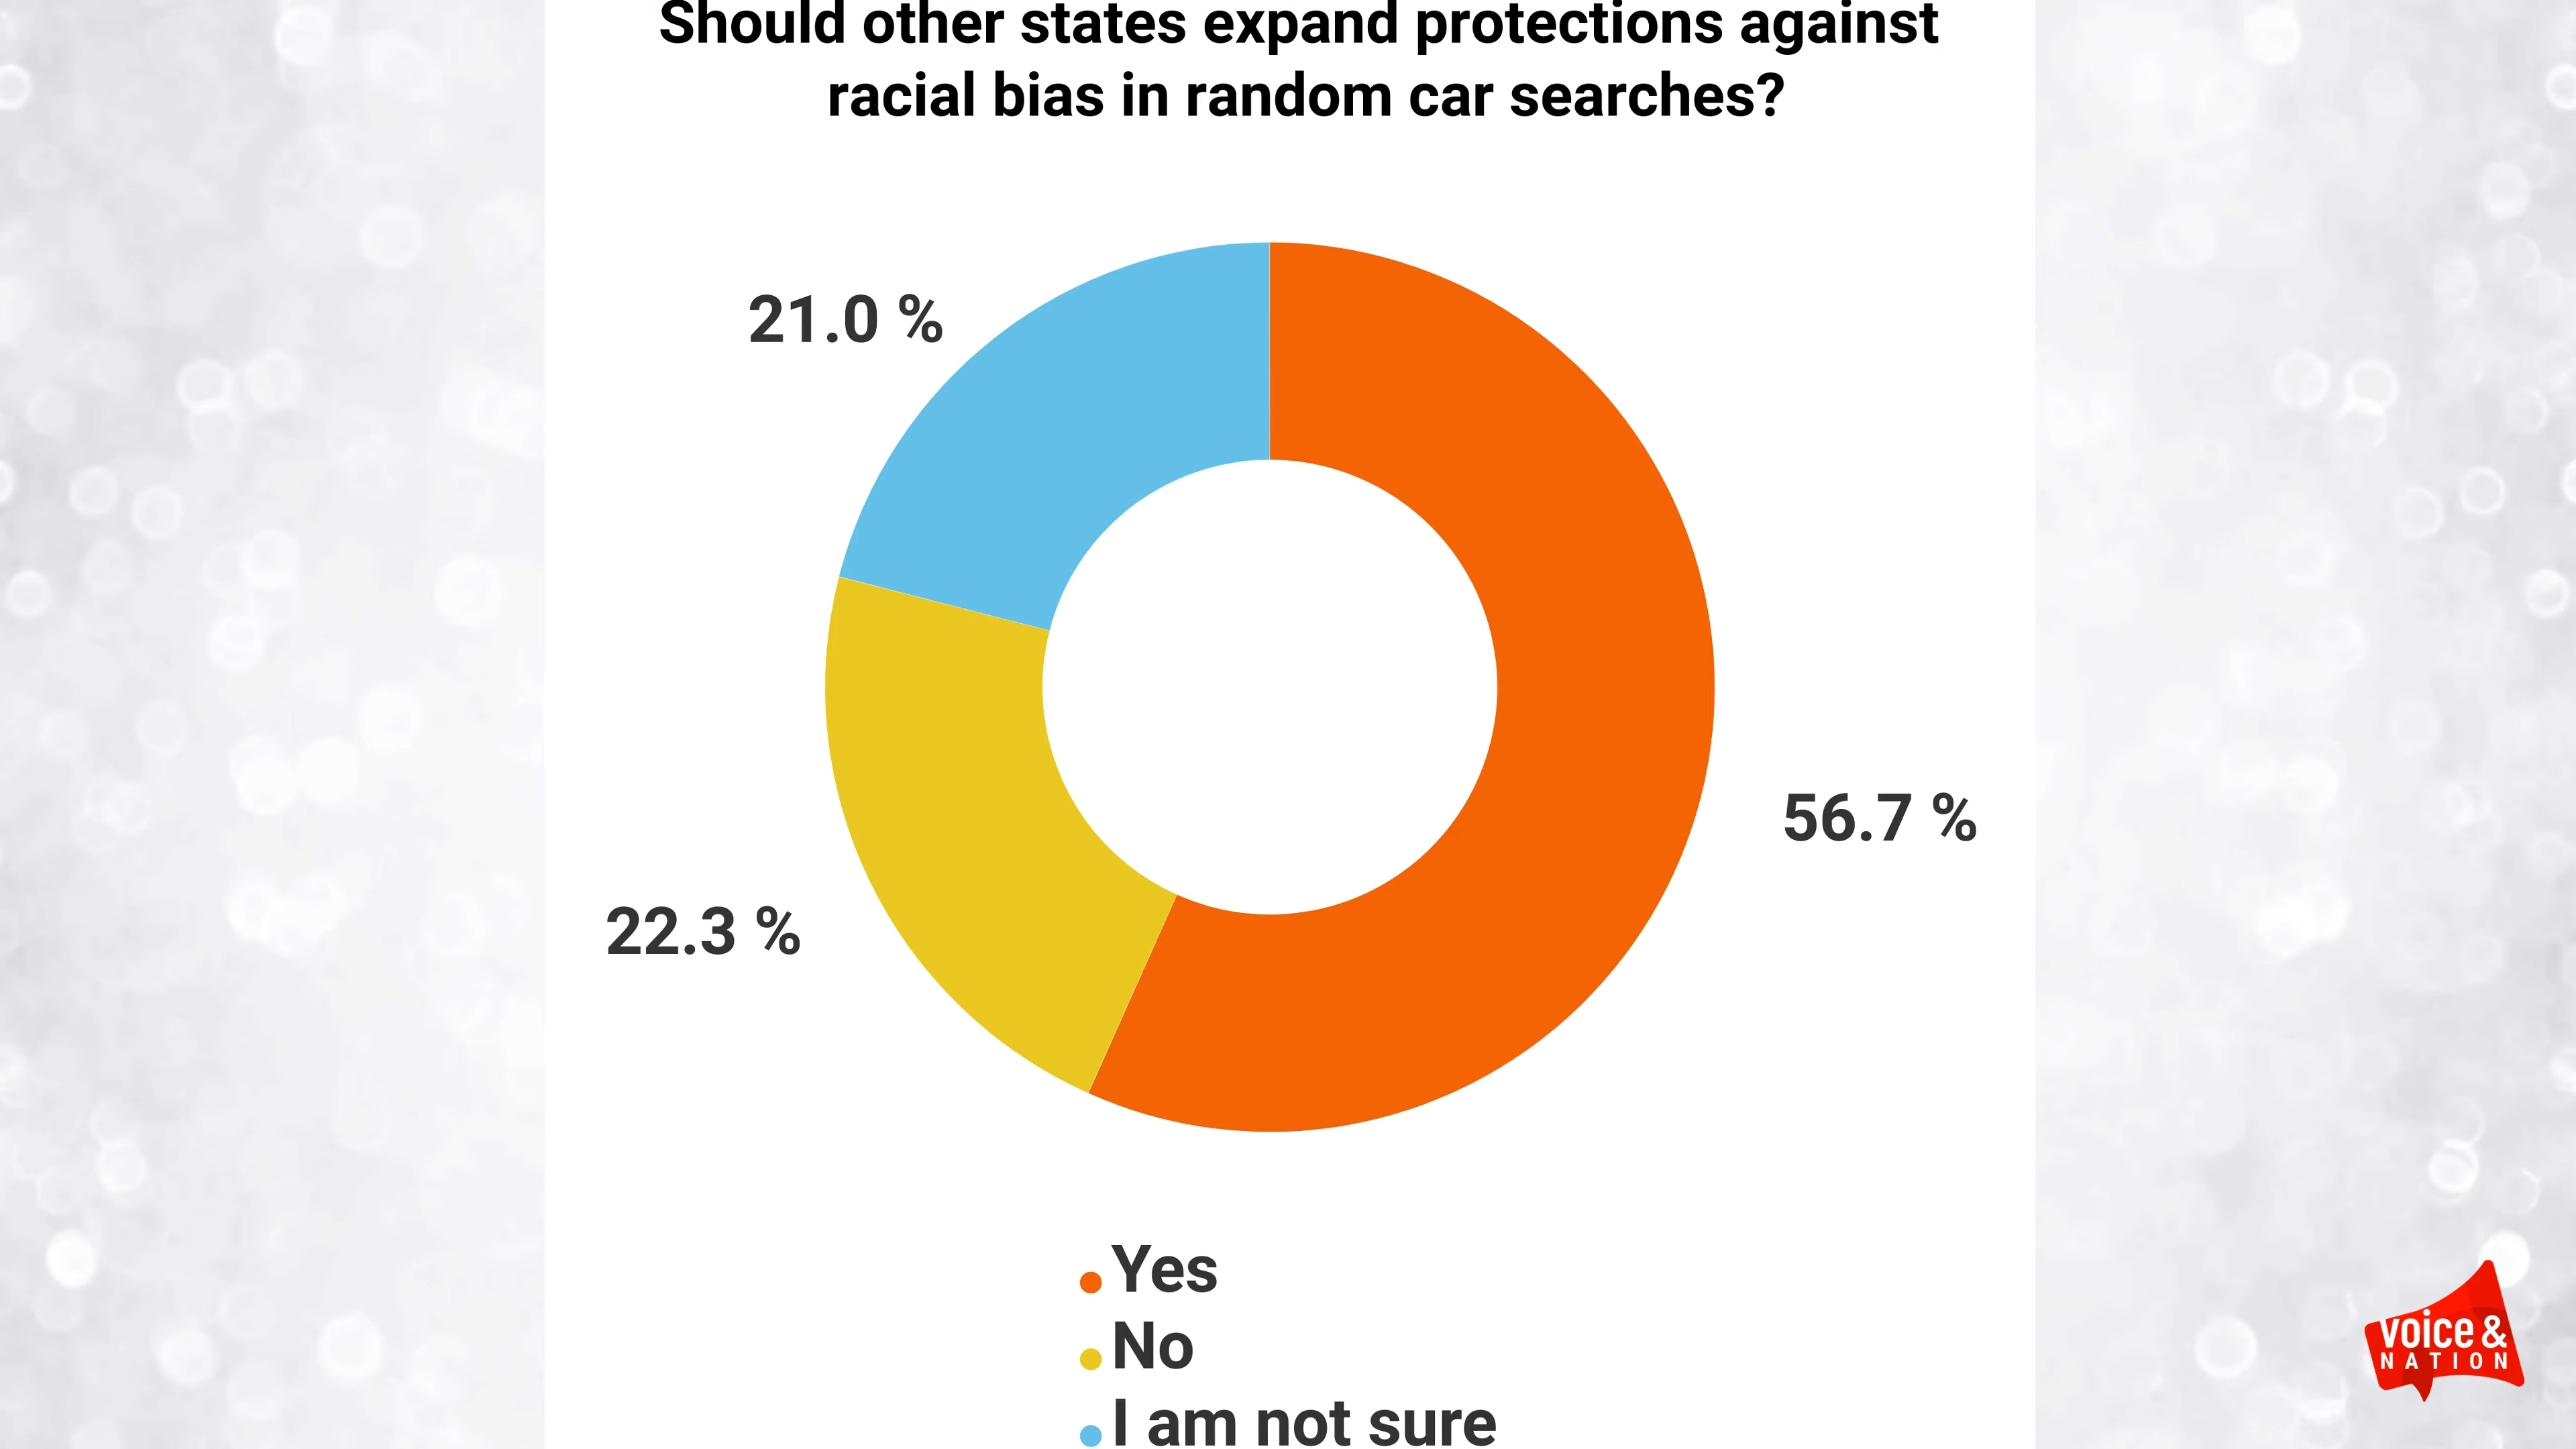 Should other states expand protections against
racial bias in random car searches?
21.0 %
56.7 %
22.3 %
Yes
No
I am not sure
voice &
NATION